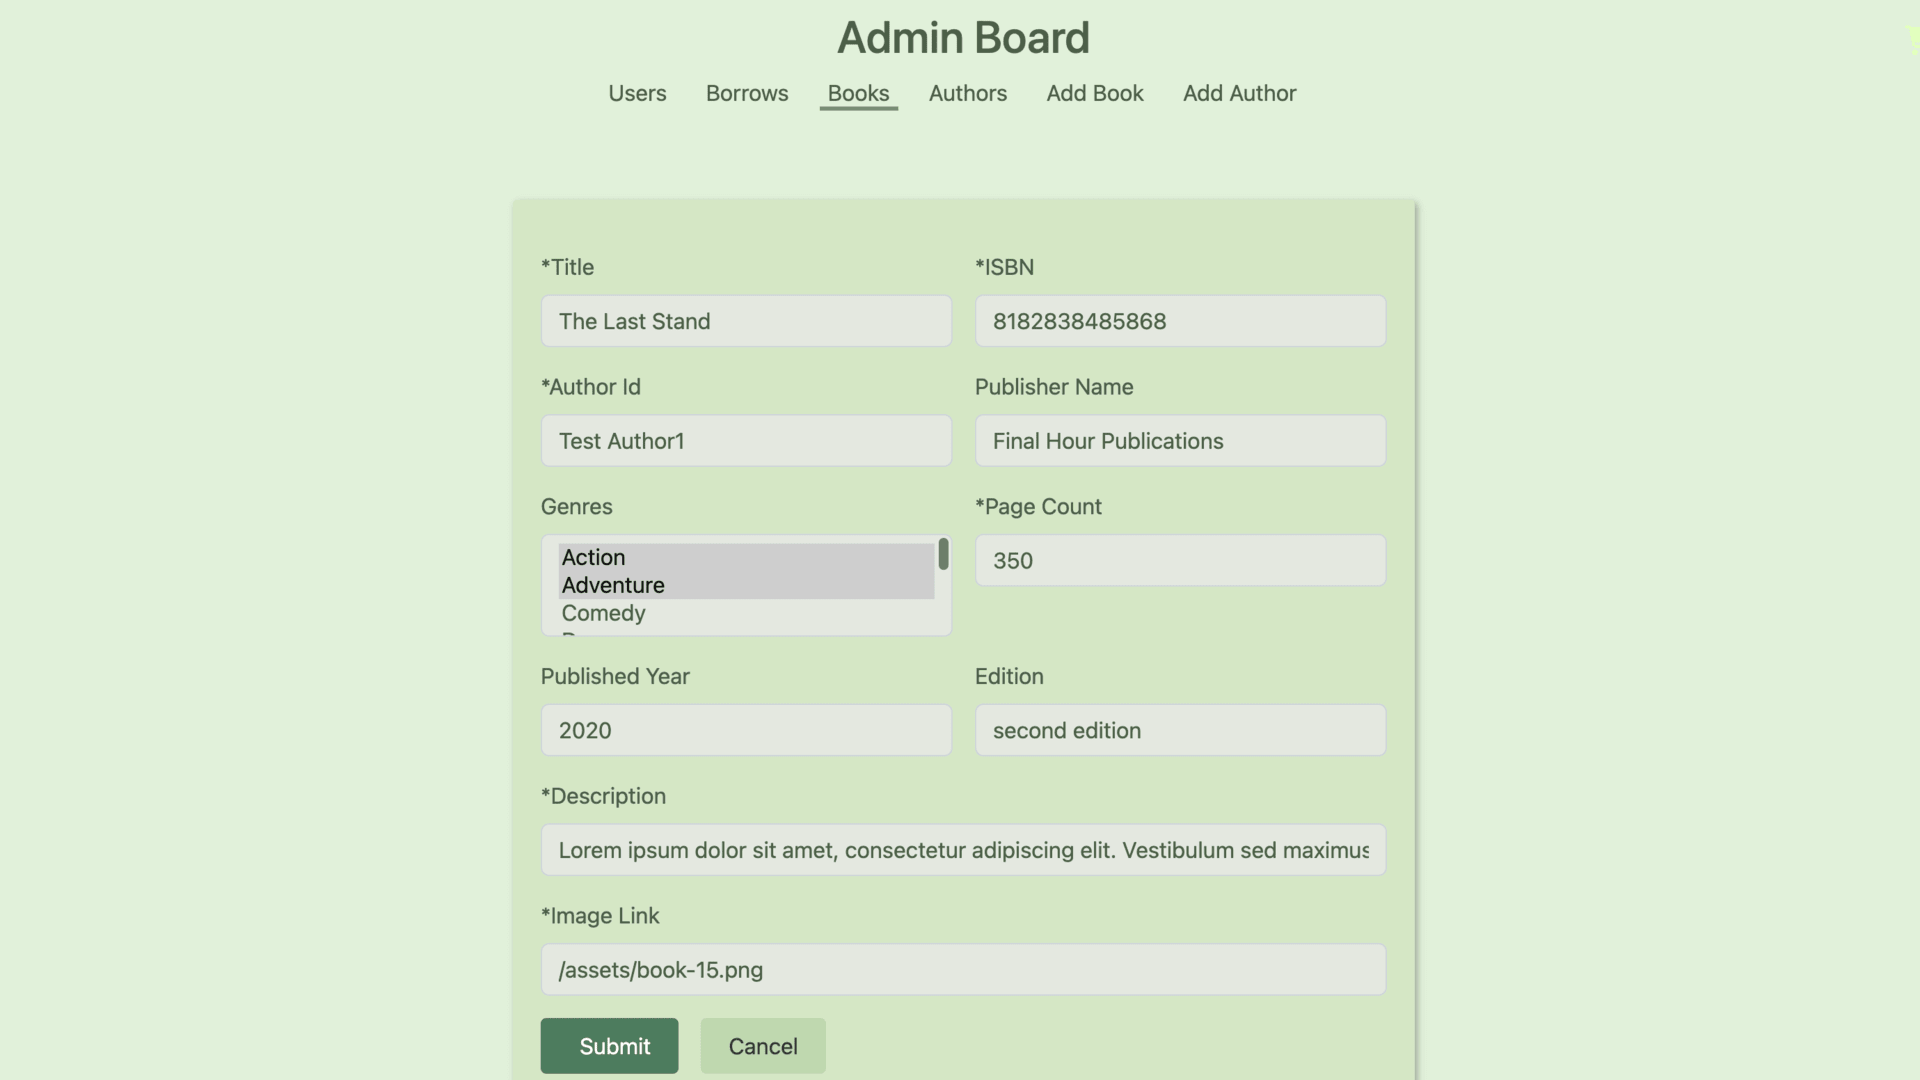 Admin Board
Users Borrows Books Authors Add Book Add Author
*Title *ISBN
The Last Stand 8182838485868
*Author Id Publisher Name
Test Author1 Final Hour Publications
Genres *Page Count
Action 350
Adventure
Comedy
Published Year Edition
2020 second edition
*Description
Lorem ipsum dolor sit amet, consectetur adipiscing elit. Vestibulum sed maximus
*Image Link
/assets/book-15.png
Submit Cancel